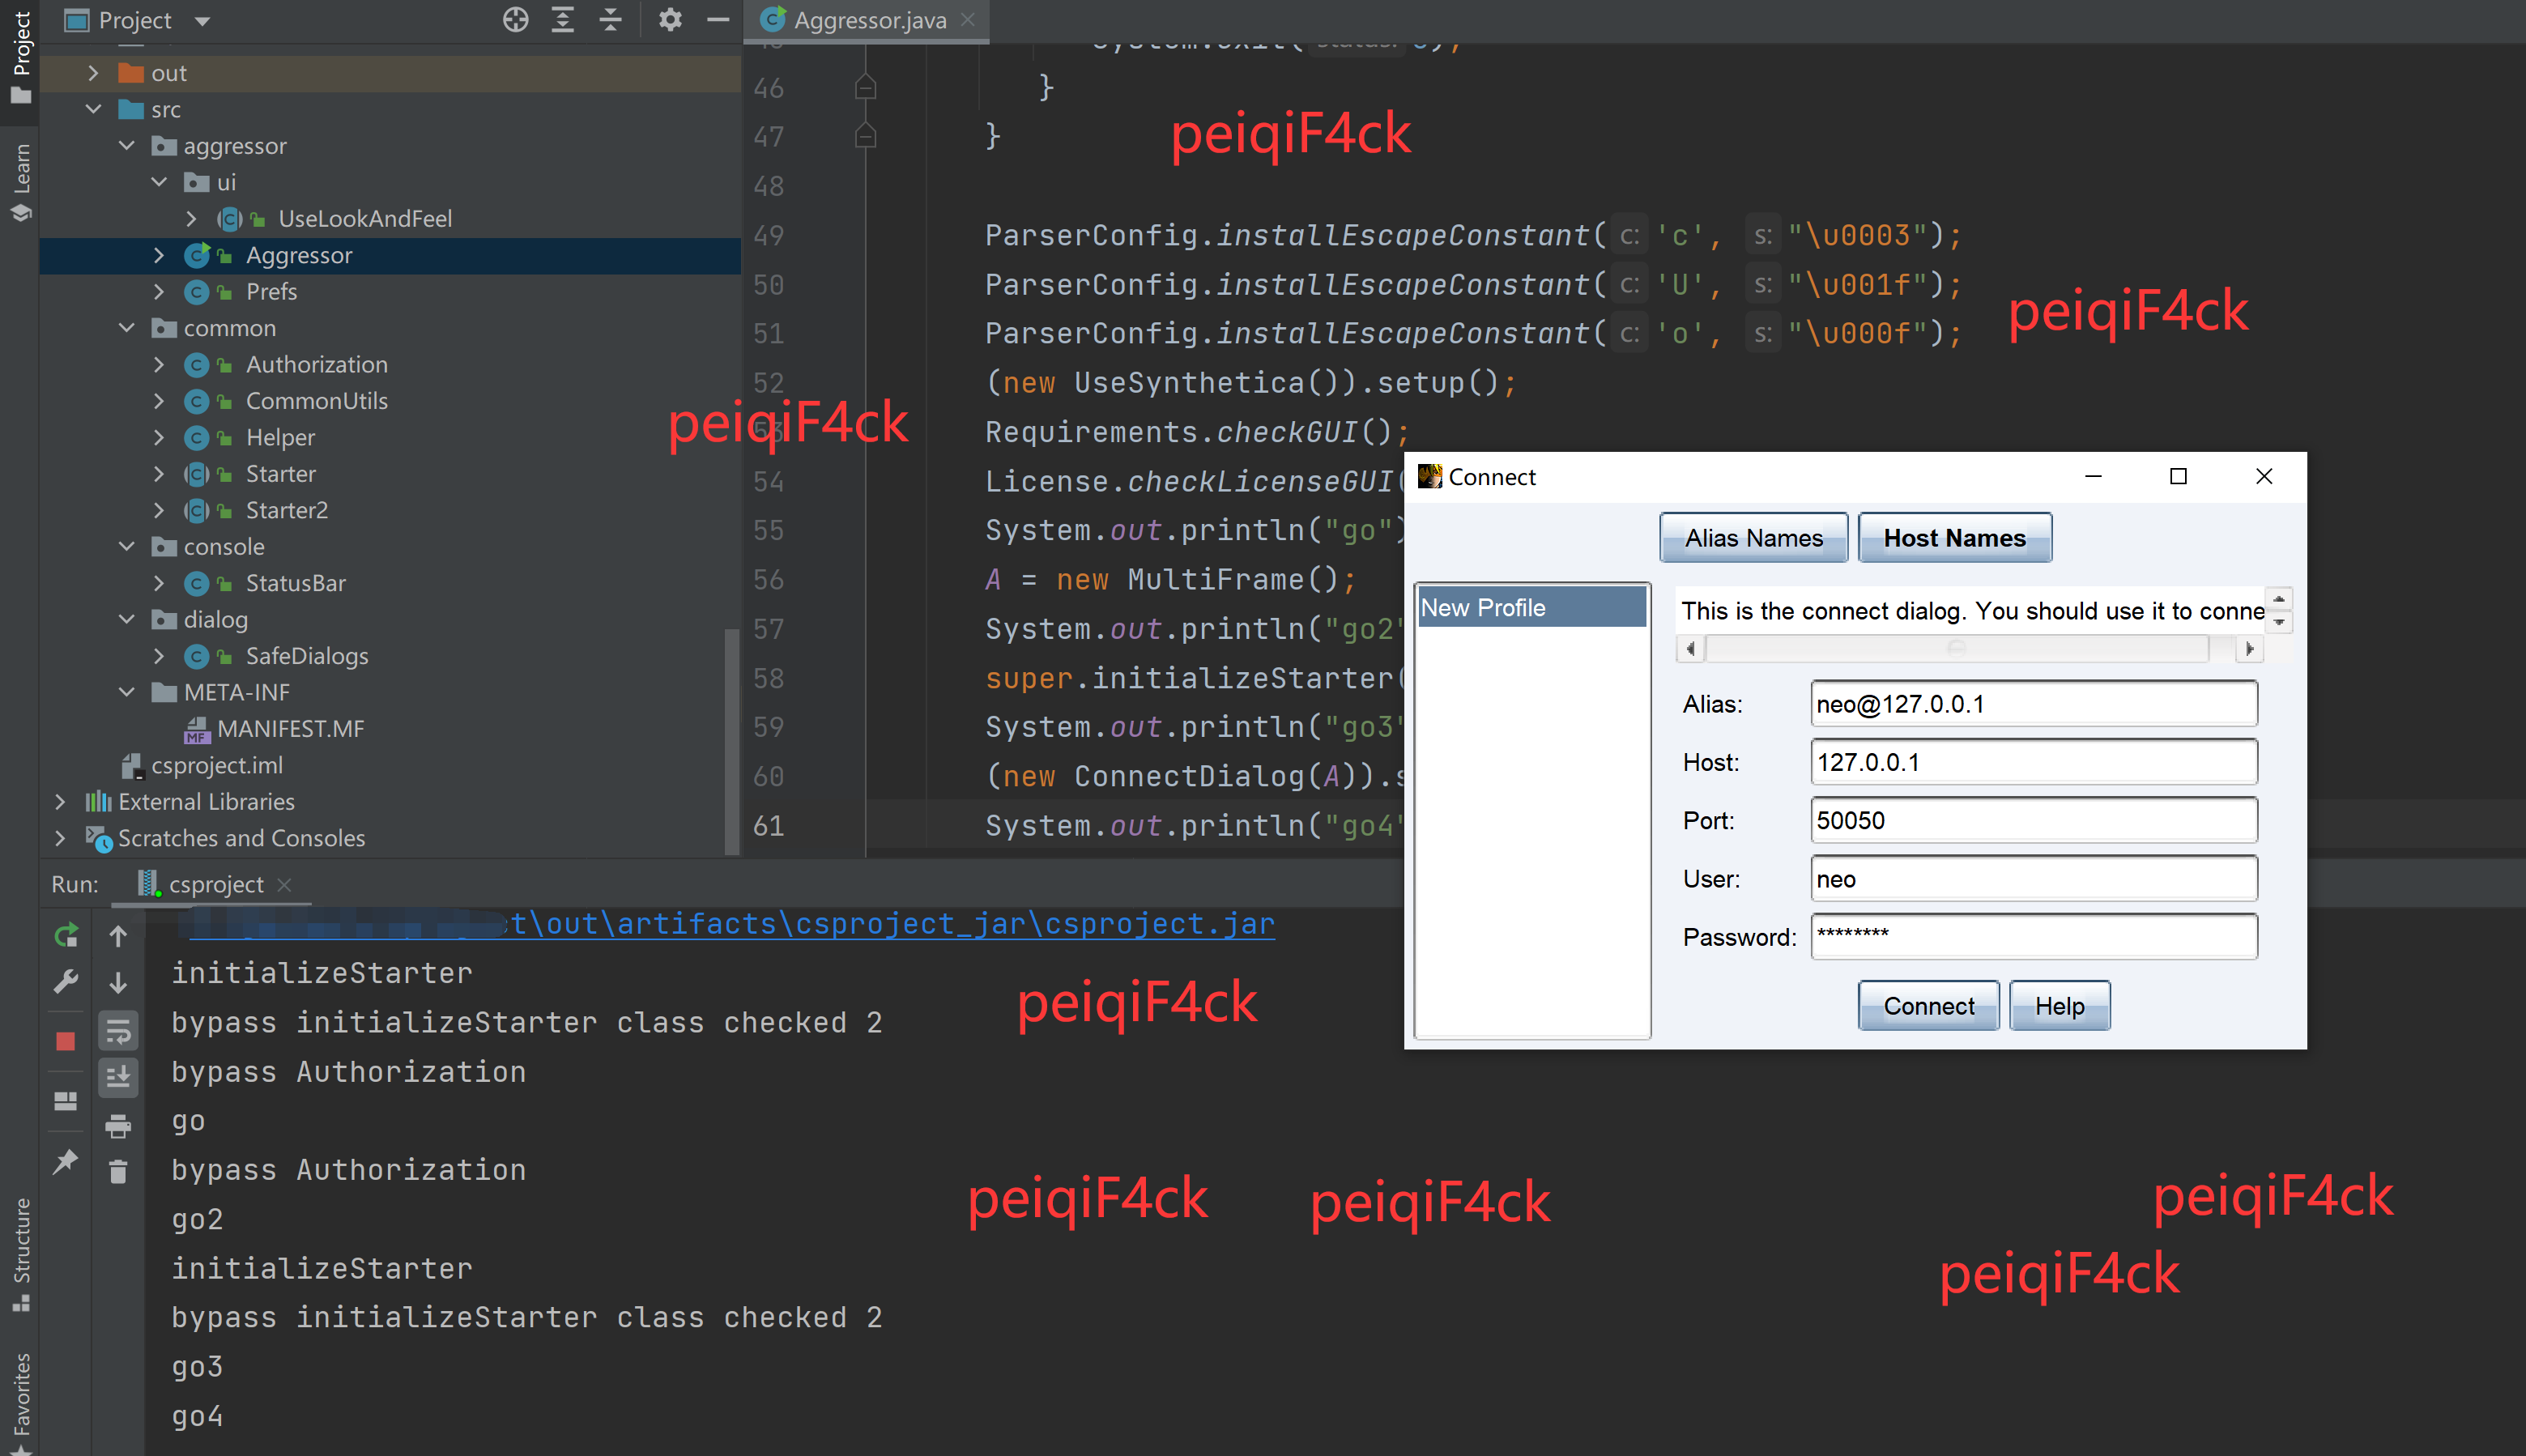 Project
Project
Learn
Structure
Favorites
out
src
aggressor
ui
UseLookAndFeel
Aggressor
Prefs
common
Authorization
CommonUtils
Helper
Starter
Starter2
console
StatusBar
dialog
SafeDialogs
META-INF
MANIFEST.MF
csproject.iml
External Libraries
Scratches and Consoles
Aggressor.java
46 }
47 }
48
49 ParserConfig.installEscapeConstant( c: 'c', s: "\u0003");
50 ParserConfig.installEscapeConstant( c: 'U', s: "\u001f");
51 ParserConfig.installEscapeConstant( c: 'o', s: "\u000f");
52 (new UseSynthetica()).setup();
53 Requirements.checkGUI();
54 License.checkLicenseGUI(
55 System.out.println("go")
56 A = new MultiFrame();
57 System.out.println("go2"
58 super.initializeStarter(
59 System.out.println("go3"
60 (new ConnectDialog(A)).s
61 System.out.println("go4"
peiqiF4ck
peiqiF4ck
peiqiF4ck
Connect
Alias Names
Host Names
New Profile
This is the connect dialog. You should use it to conne
Alias: neo@127.0.0.1
Host: 127.0.0.1
Port: 50050
User: neo
Password: ********
Connect
Help
Run: csproject
t\out\artifacts\csproject_jar\csproject.jar
initializeStarter
bypass initializeStarter class checked 2
bypass Authorization
go
bypass Authorization
go2
initializeStarter
bypass initializeStarter class checked 2
go3
go4
peiqiF4ck
peiqiF4ck
peiqiF4ck
peiqiF4ck
peiqiF4ck